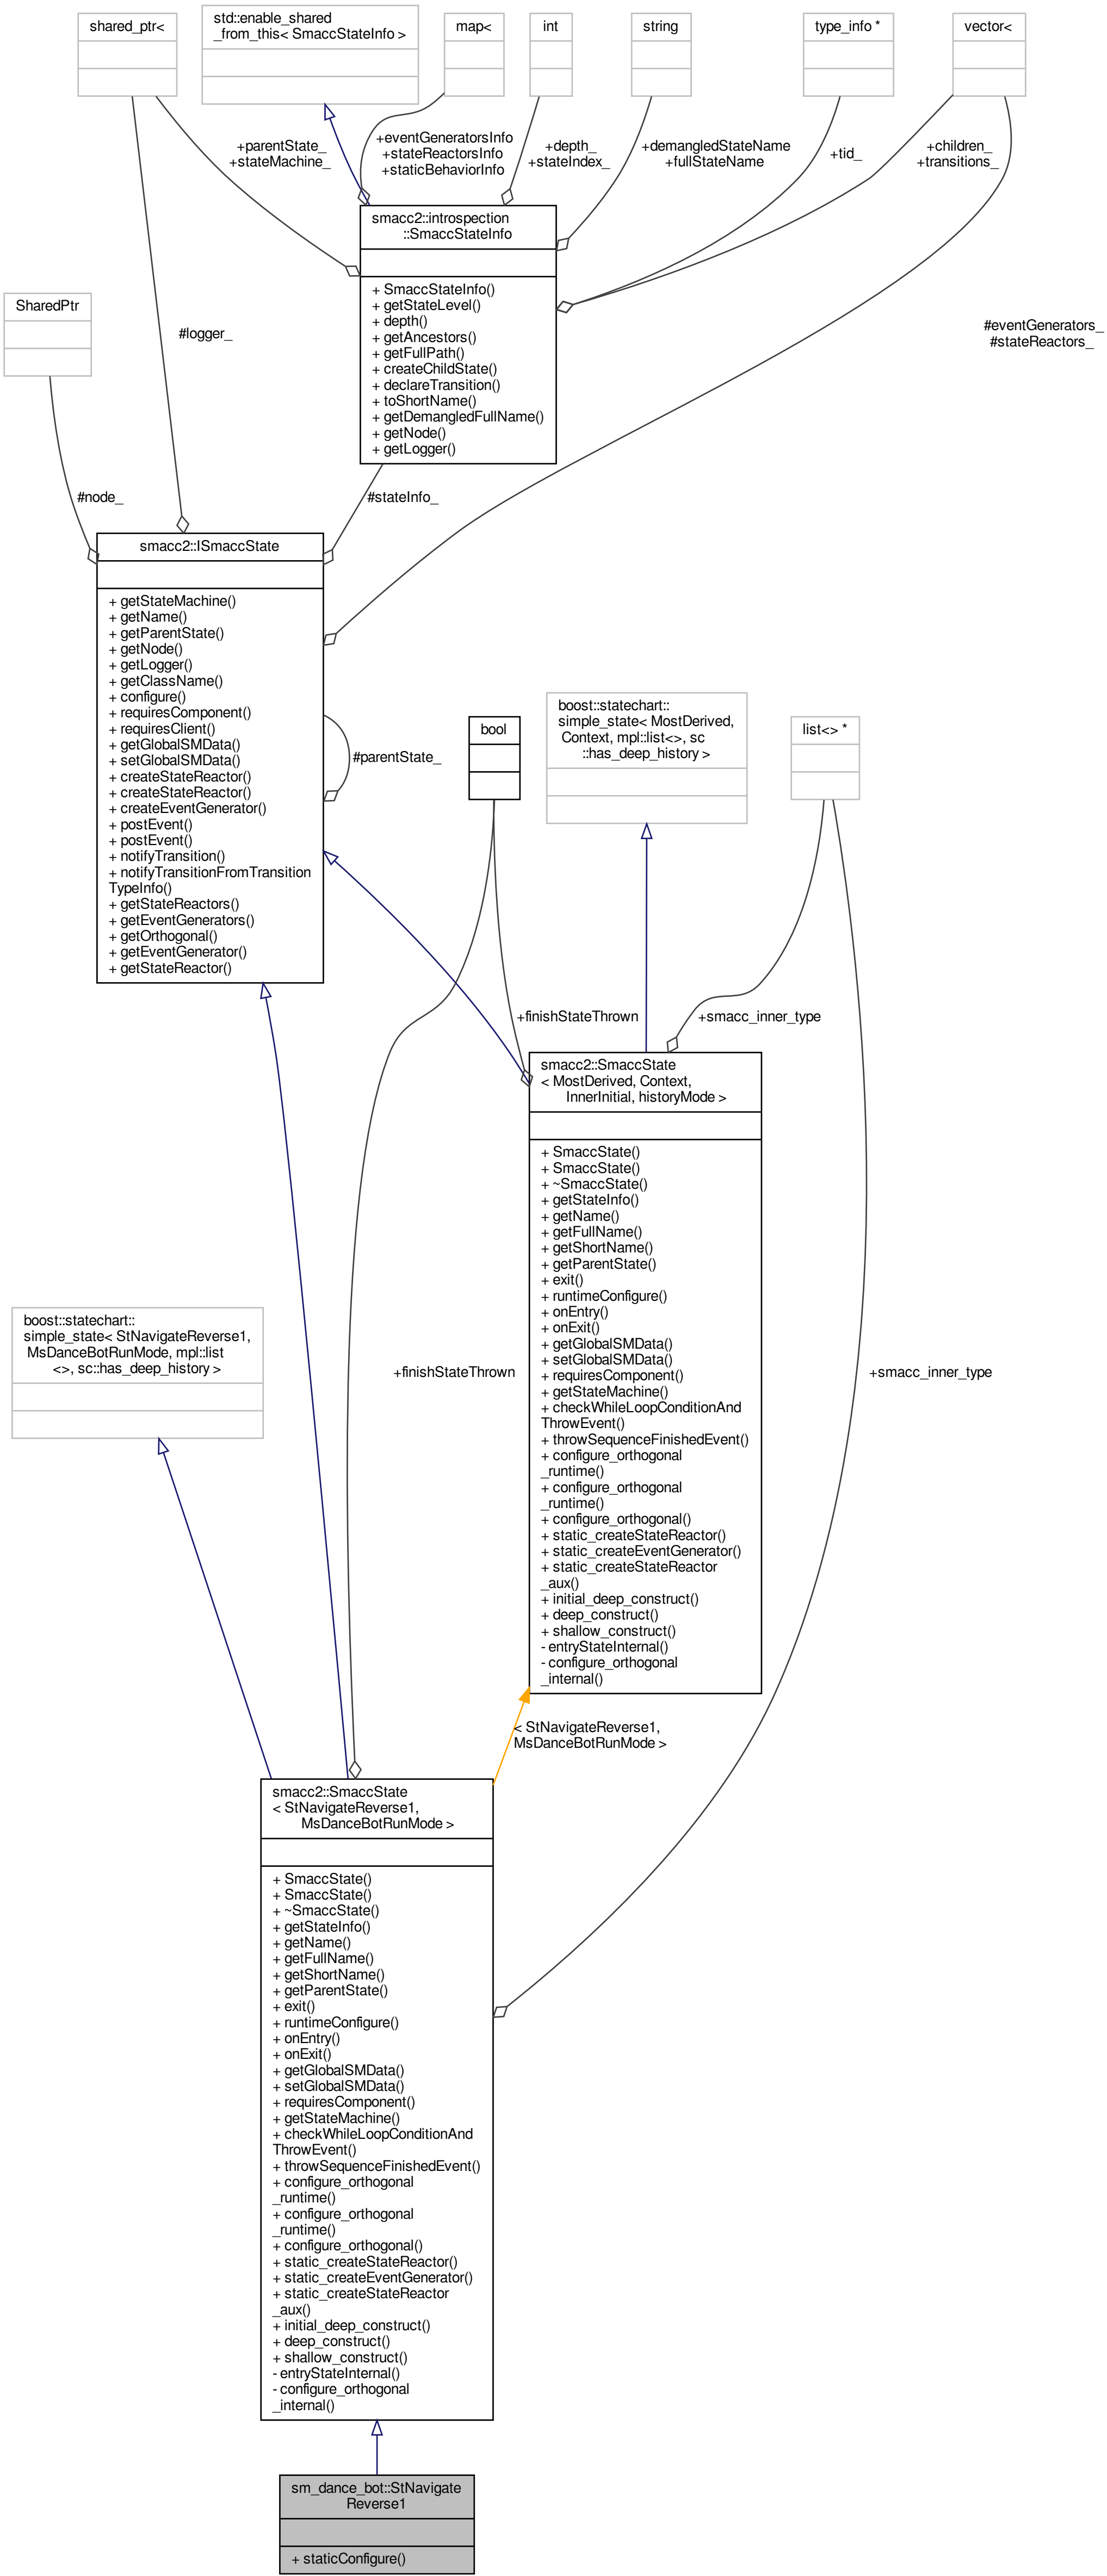 shared_ptr<
std::enable_shared
_from_this< SmaccStateInfo >
map<
int
string
type_info *
vector<
+parentState_
+stateMachine_
+eventGeneratorsInfo
+stateReactorsInfo
+staticBehaviorInfo
+depth_
+stateIndex_
+demangledStateName
+fullStateName
+tid_
+children_
+transitions_
smacc2::introspection
::SmaccStateInfo
+ SmaccStateInfo()
+ getStateLevel()
+ depth()
+ getAncestors()
+ getFullPath()
+ createChildState()
+ declareTransition()
+ toShortName()
+ getDemangledFullName()
+ getNode()
+ getLogger()
SharedPtr
#logger_
#eventGenerators_
#stateReactors_
#node_
#stateInfo_
smacc2::ISmaccState
+ getStateMachine()
+ getName()
+ getParentState()
+ getNode()
+ getLogger()
+ getClassName()
+ configure()
+ requiresComponent()
+ requiresClient()
+ getGlobalSMData()
+ setGlobalSMData()
+ createStateReactor()
+ createStateReactor()
+ createEventGenerator()
+ postEvent()
+ postEvent()
+ notifyTransition()
+ notifyTransitionFromTransition
TypeInfo()
+ getStateReactors()
+ getEventGenerators()
+ getOrthogonal()
+ getEventGenerator()
+ getStateReactor()
#parentState_
bool
boost::statechart::
simple_state< MostDerived,
Context, mpl::list<>, sc
::has_deep_history >
list<> *
+finishStateThrown
+smacc_inner_type
smacc2::SmaccState
< MostDerived, Context,
InnerInitial, historyMode >
+ SmaccState()
+ SmaccState()
+ ~SmaccState()
+ getStateInfo()
+ getName()
+ getFullName()
+ getShortName()
+ getParentState()
+ exit()
+ runtimeConfigure()
+ onEntry()
+ onExit()
+ getGlobalSMData()
+ setGlobalSMData()
+ requiresComponent()
+ getStateMachine()
+ checkWhileLoopConditionAnd
ThrowEvent()
+ throwSequenceFinishedEvent()
+ configure_orthogonal
_runtime()
+ configure_orthogonal
_runtime()
+ configure_orthogonal()
+ static_createStateReactor()
+ static_createEventGenerator()
+ static_createStateReactor
_aux()
+ initial_deep_construct()
+ deep_construct()
+ shallow_construct()
- entryStateInternal()
- configure_orthogonal
_internal()
boost::statechart::
simple_state< StNavigateReverse1,
MsDanceBotRunMode, mpl::list
<>, sc::has_deep_history >
+finishStateThrown
+smacc_inner_type
< StNavigateReverse1,
MsDanceBotRunMode >
smacc2::SmaccState
< StNavigateReverse1,
MsDanceBotRunMode >
+ SmaccState()
+ SmaccState()
+ ~SmaccState()
+ getStateInfo()
+ getName()
+ getFullName()
+ getShortName()
+ getParentState()
+ exit()
+ runtimeConfigure()
+ onEntry()
+ onExit()
+ getGlobalSMData()
+ setGlobalSMData()
+ requiresComponent()
+ getStateMachine()
+ checkWhileLoopConditionAnd
ThrowEvent()
+ throwSequenceFinishedEvent()
+ configure_orthogonal
_runtime()
+ configure_orthogonal
_runtime()
+ configure_orthogonal()
+ static_createStateReactor()
+ static_createEventGenerator()
+ static_createStateReactor
_aux()
+ initial_deep_construct()
+ deep_construct()
+ shallow_construct()
- entryStateInternal()
- configure_orthogonal
_internal()
sm_dance_bot::StNavigate
Reverse1
+ staticConfigure()